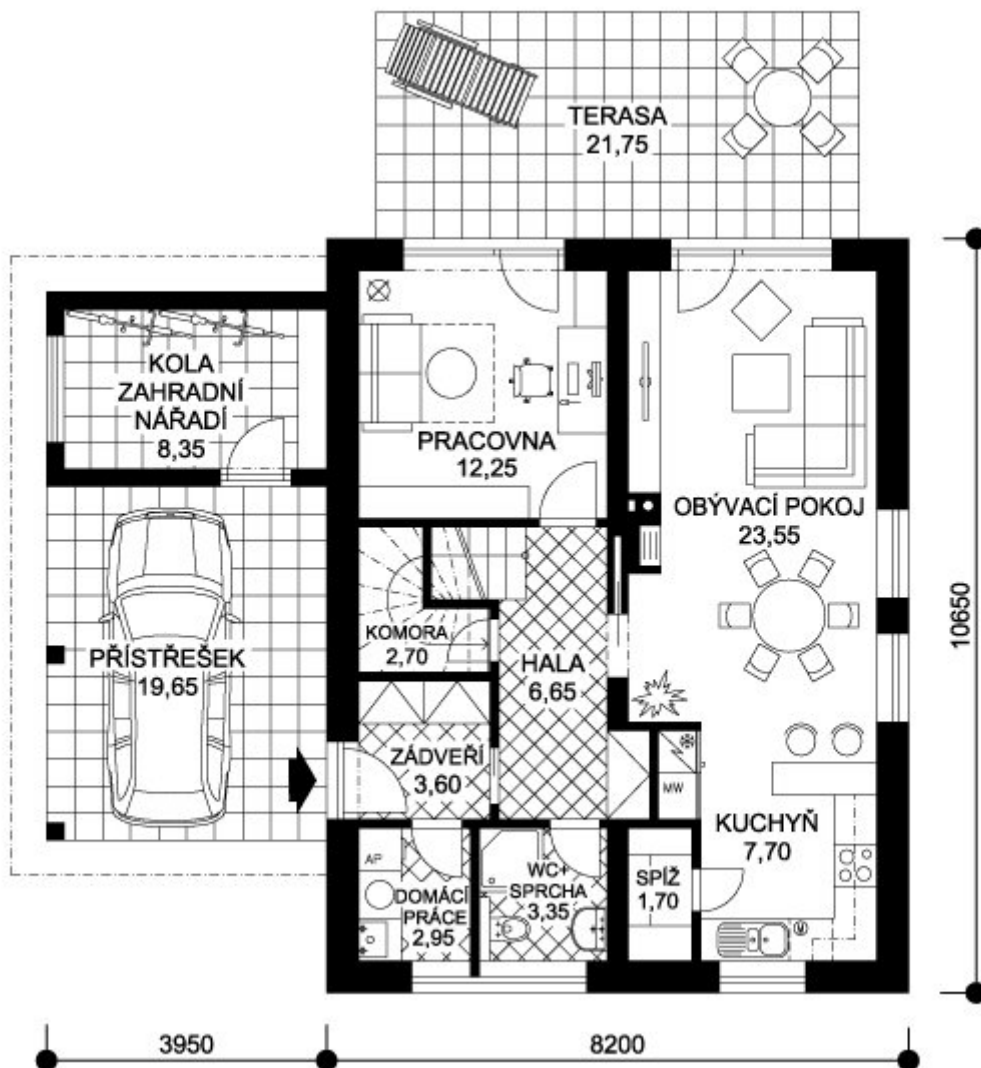 TERASA
21,75
KOLA
ZAHRADNÍ
NÁŘADÍ
8,35
PRACOVNA
12,25
OBÝVACÍ POKOJ
23,55
PŘÍSTŘEŠEK
19,65
KOMORA
2,70
HALA
6,65
10650
ZÁDVEŘÍ
3,60
MW
KUCHYŇ
7,70
AP
DOMÁCÍ
PRÁCE
2,95
WC+
SPRCHA
3,35
SPÍŽ
1,70
M
3950
8200